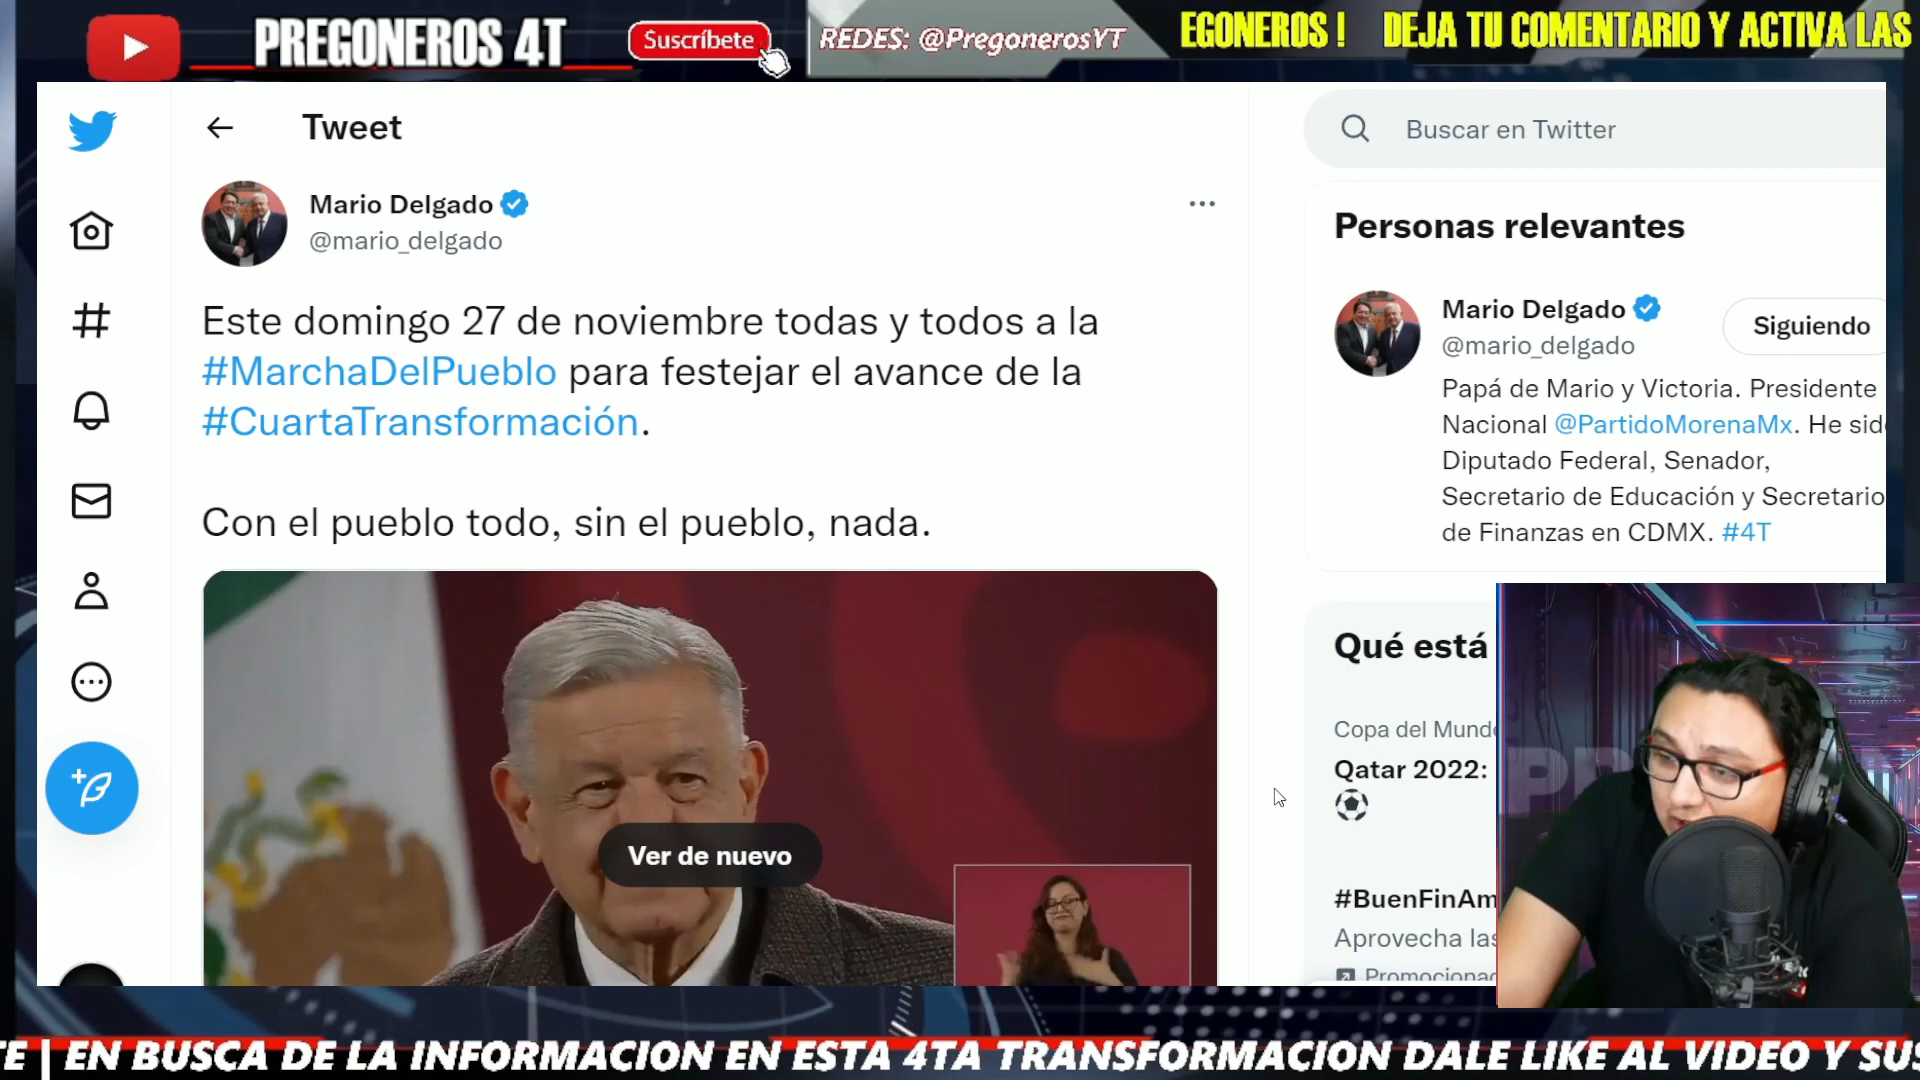 PREGONEROS 4T
Suscríbete
REDES: @PregonerosYT
EGONEROS ! DEJA TU COMENTARIO Y ACTIVA LAS
Tweet
Buscar en Twitter
Mario Delgado
@mario_delgado
Este domingo 27 de noviembre todas y todos a la
#MarchaDelPueblo para festejar el avance de la
#CuartaTransformación.
Con el pueblo todo, sin el pueblo, nada.
Ver de nuevo
Personas relevantes
Mario Delgado
@mario_delgado
Siguiendo
Papá de Mario y Victoria. Presidente
Nacional @PartidoMorenaMx. He sid
Diputado Federal, Senador,
Secretario de Educación y Secretario
de Finanzas en CDMX. #4T
Qué está
Copa del Mund
Qatar 2022:
#BuenFinAm
Aprovecha las
Promocionad
TE | EN BUSCA DE LA INFORMACION EN ESTA 4TA TRANSFORMACION DALE LIKE AL VIDEO Y SUS